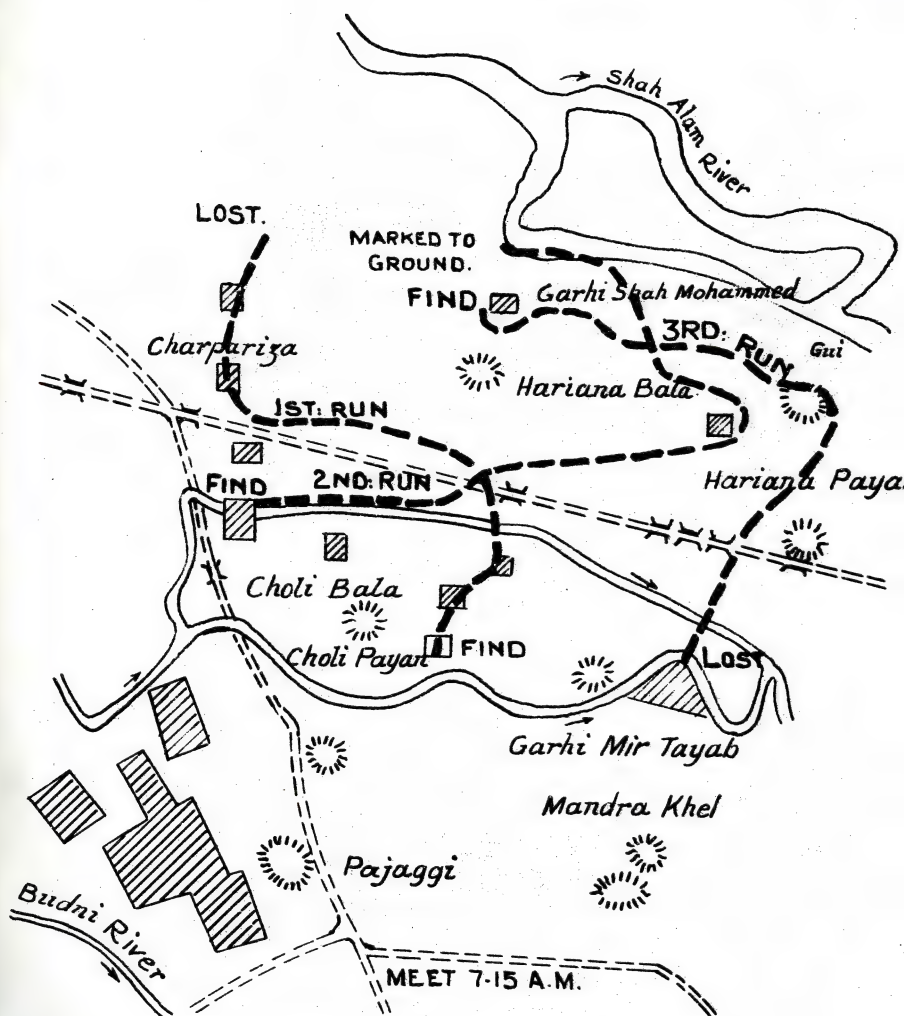 Shah Alam River
LOST.
MARKED TO
GROUND.
FIND
Garhi Shah Mohammed
3RD: RUN
Gui
Charpariza
Hariana Bala
1ST: RUN
FIND
2ND: RUN
Hariana Paya
Choli Bala
Choli Payan
FIND
LOST
Garhi Mir Tayab
Mandra Khel
Pajaggi
Budni River
MEET 7·15 A.M.